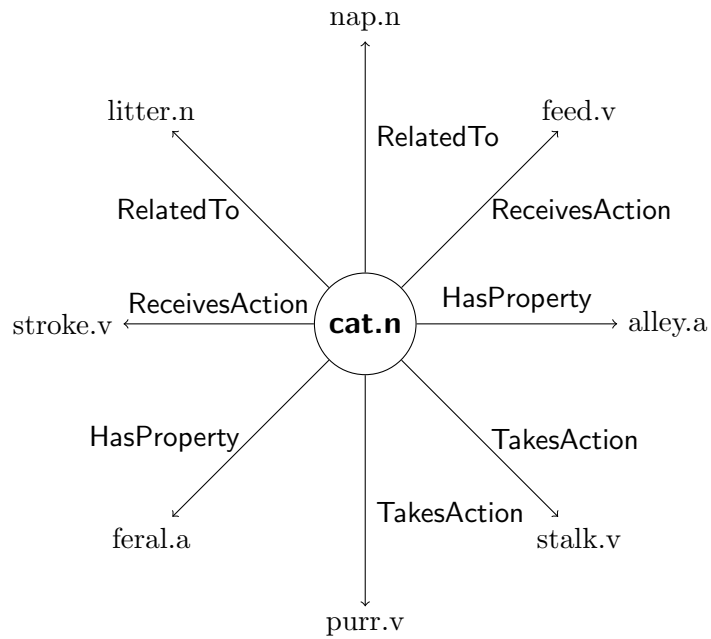 nap.n
litter.n
feed.v
RelatedTo
RelatedTo
ReceivesAction
ReceivesAction
HasProperty
stroke.v
cat.n
alley.a
HasProperty
TakesAction
TakesAction
feral.a
stalk.v
purr.v